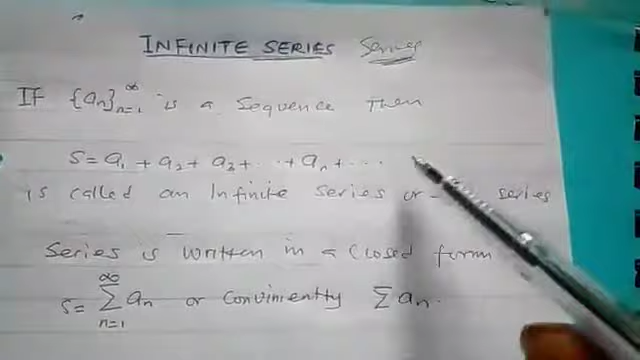 INFINITE SERIES Series
If {aₙ}ₙ₌₁^∞ is a sequence then
S = a₁ + a₂ + a₃ + ... + aₙ + ...
is called an Infinite series or series
Series is written in a closed form
S = ∑ₙ₌₁^∞ aₙ or convinently ∑ aₙ.